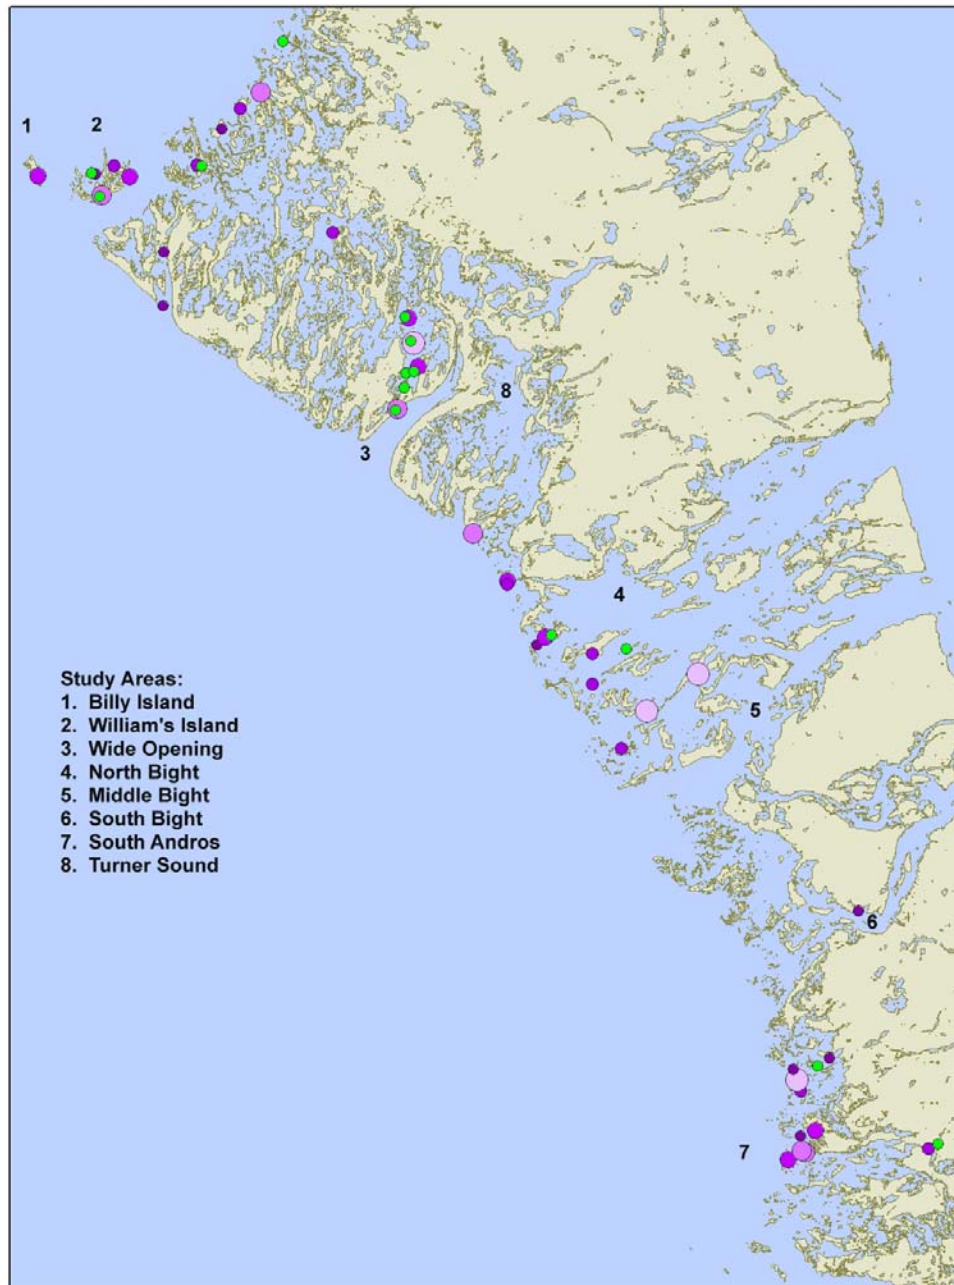 1
2
8
3
4
5
Study Areas:
1. Billy Island
2. William's Island
3. Wide Opening
4. North Bight
5. Middle Bight
6. South Bight
7. South Andros
8. Turner Sound
6
7